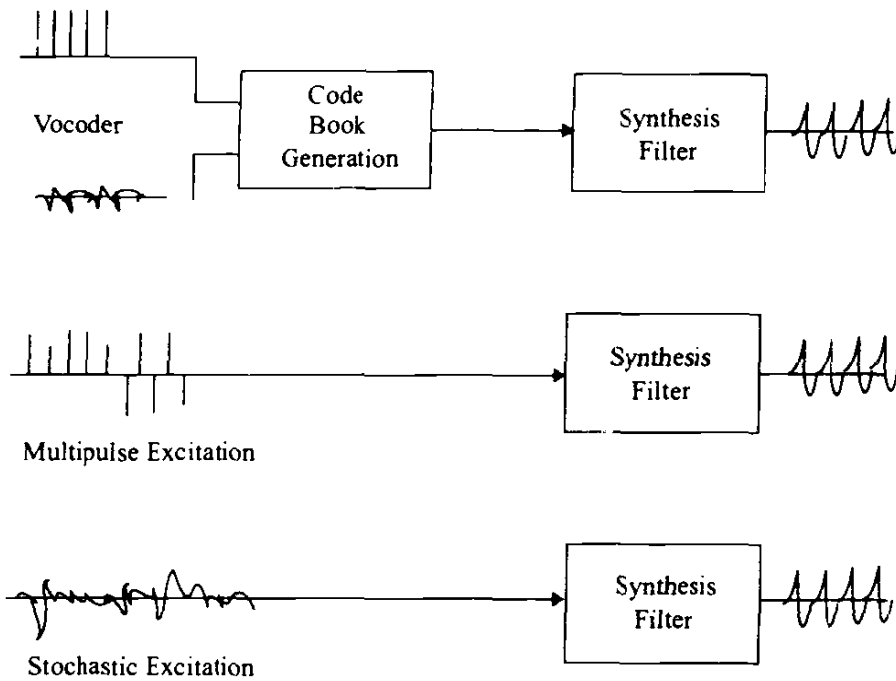 Vocoder
Code
Book
Generation
Synthesis
Filter
Multipulse Excitation
Synthesis
Filter
Stochastic Excitation
Synthesis
Filter